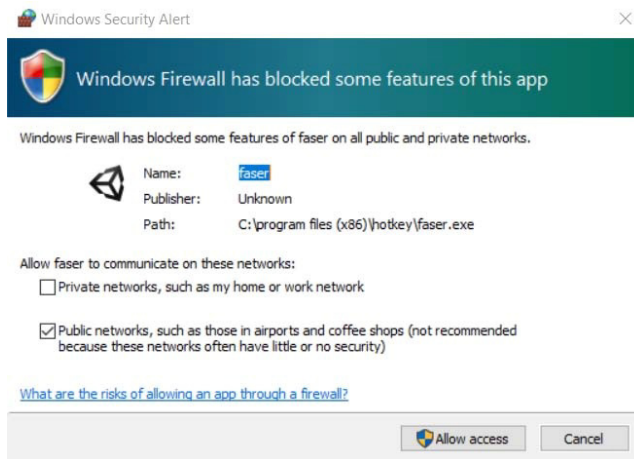 Windows Security Alert
Windows Firewall has blocked some features of this app
Windows Firewall has blocked some features of faser on all public and private networks.
Name: faser
Publisher: Unknown
Path: C:\program files (x86)\hotkey\faser.exe
Allow faser to communicate on these networks:
Private networks, such as my home or work network
Public networks, such as those in airports and coffee shops (not recommended
because these networks often have little or no security)
What are the risks of allowing an app through a firewall?
Allow access Cancel